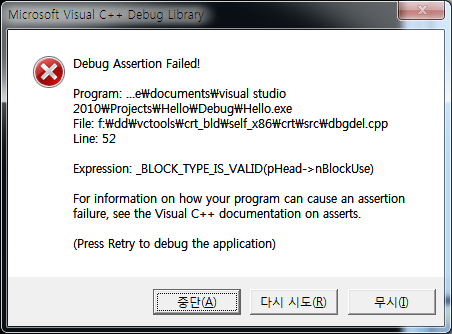 Microsoft Visual C++ Debug Library
Debug Assertion Failed!
Program: ...e₩documents₩visual studio
2010₩Projects₩Hello₩Debug₩Hello.exe
File: f:₩dd₩vctools₩crt_bld₩self_x86₩crt₩src₩dbgdel.cpp
Line: 52
Expression: _BLOCK_TYPE_IS_VALID(pHead->nBlockUse)
For information on how your program can cause an assertion
failure, see the Visual C++ documentation on asserts.
(Press Retry to debug the application)
중단(A) 다시 시도(R) 무시(I)